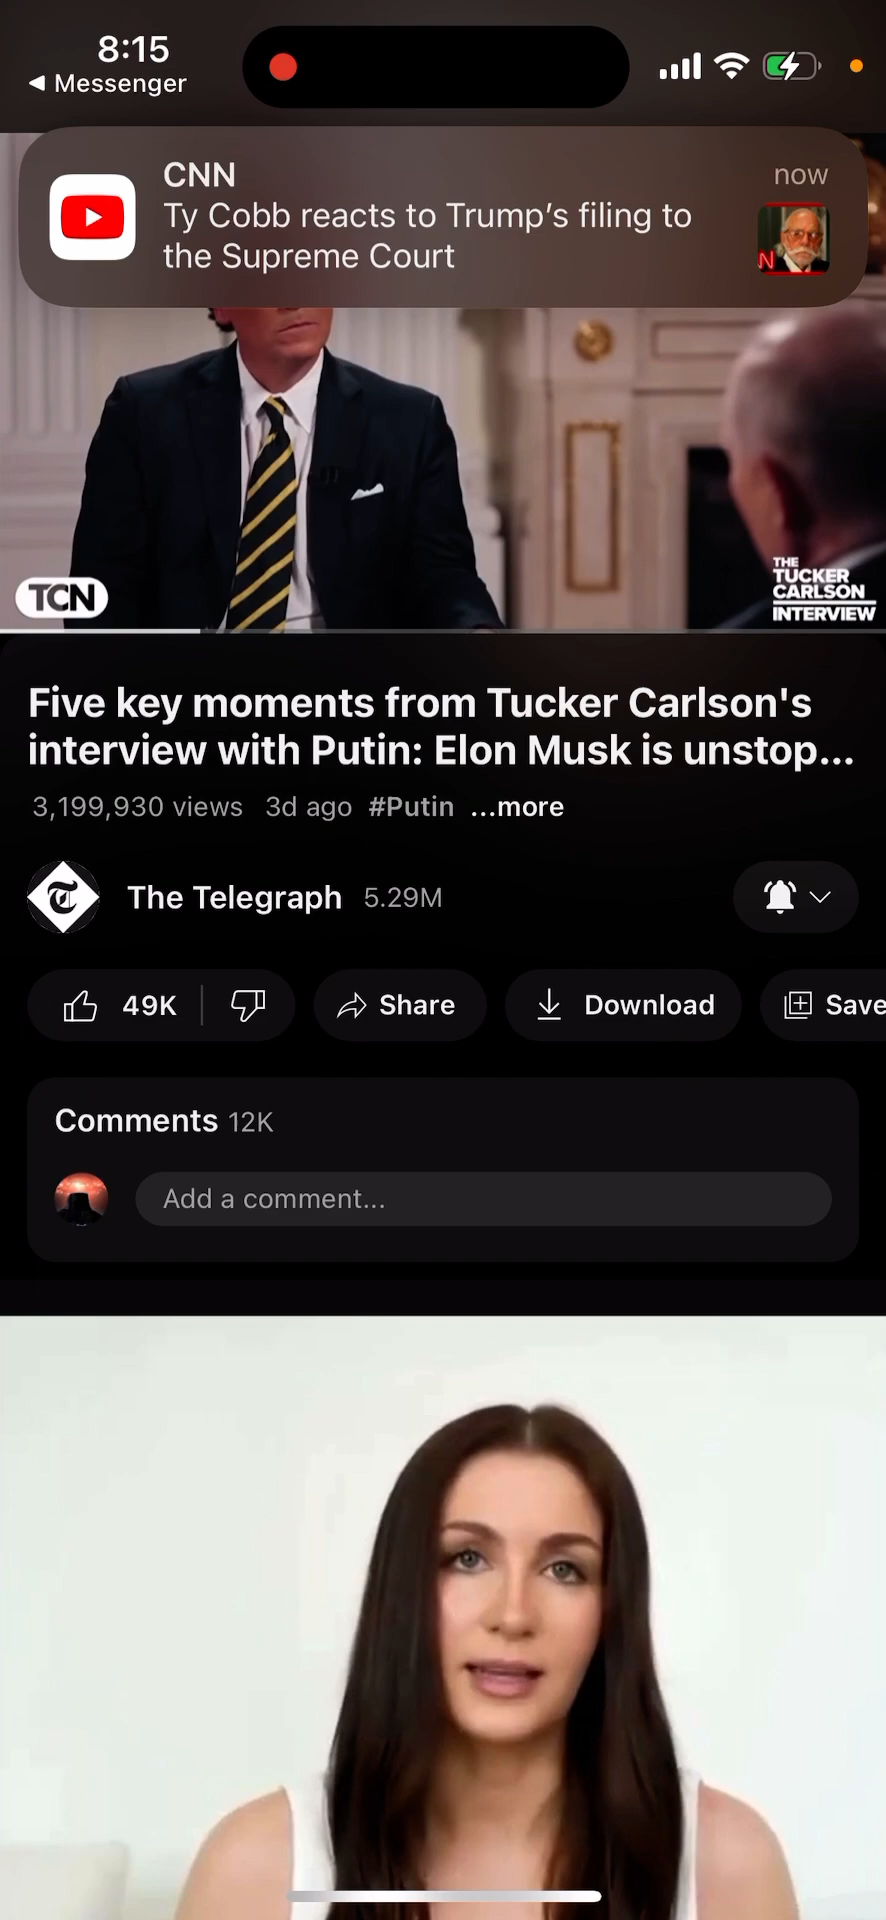 8:15
Messenger
CNN
now
Ty Cobb reacts to Trump’s filing to
the Supreme Court
N
TCN
THE
TUCKER
CARLSON
INTERVIEW
Five key moments from Tucker Carlson's
interview with Putin: Elon Musk is unstop...
3,199,930 views 3d ago #Putin ...more
The Telegraph 5.29M
49K Share Download Save
Comments 12K
Add a comment...